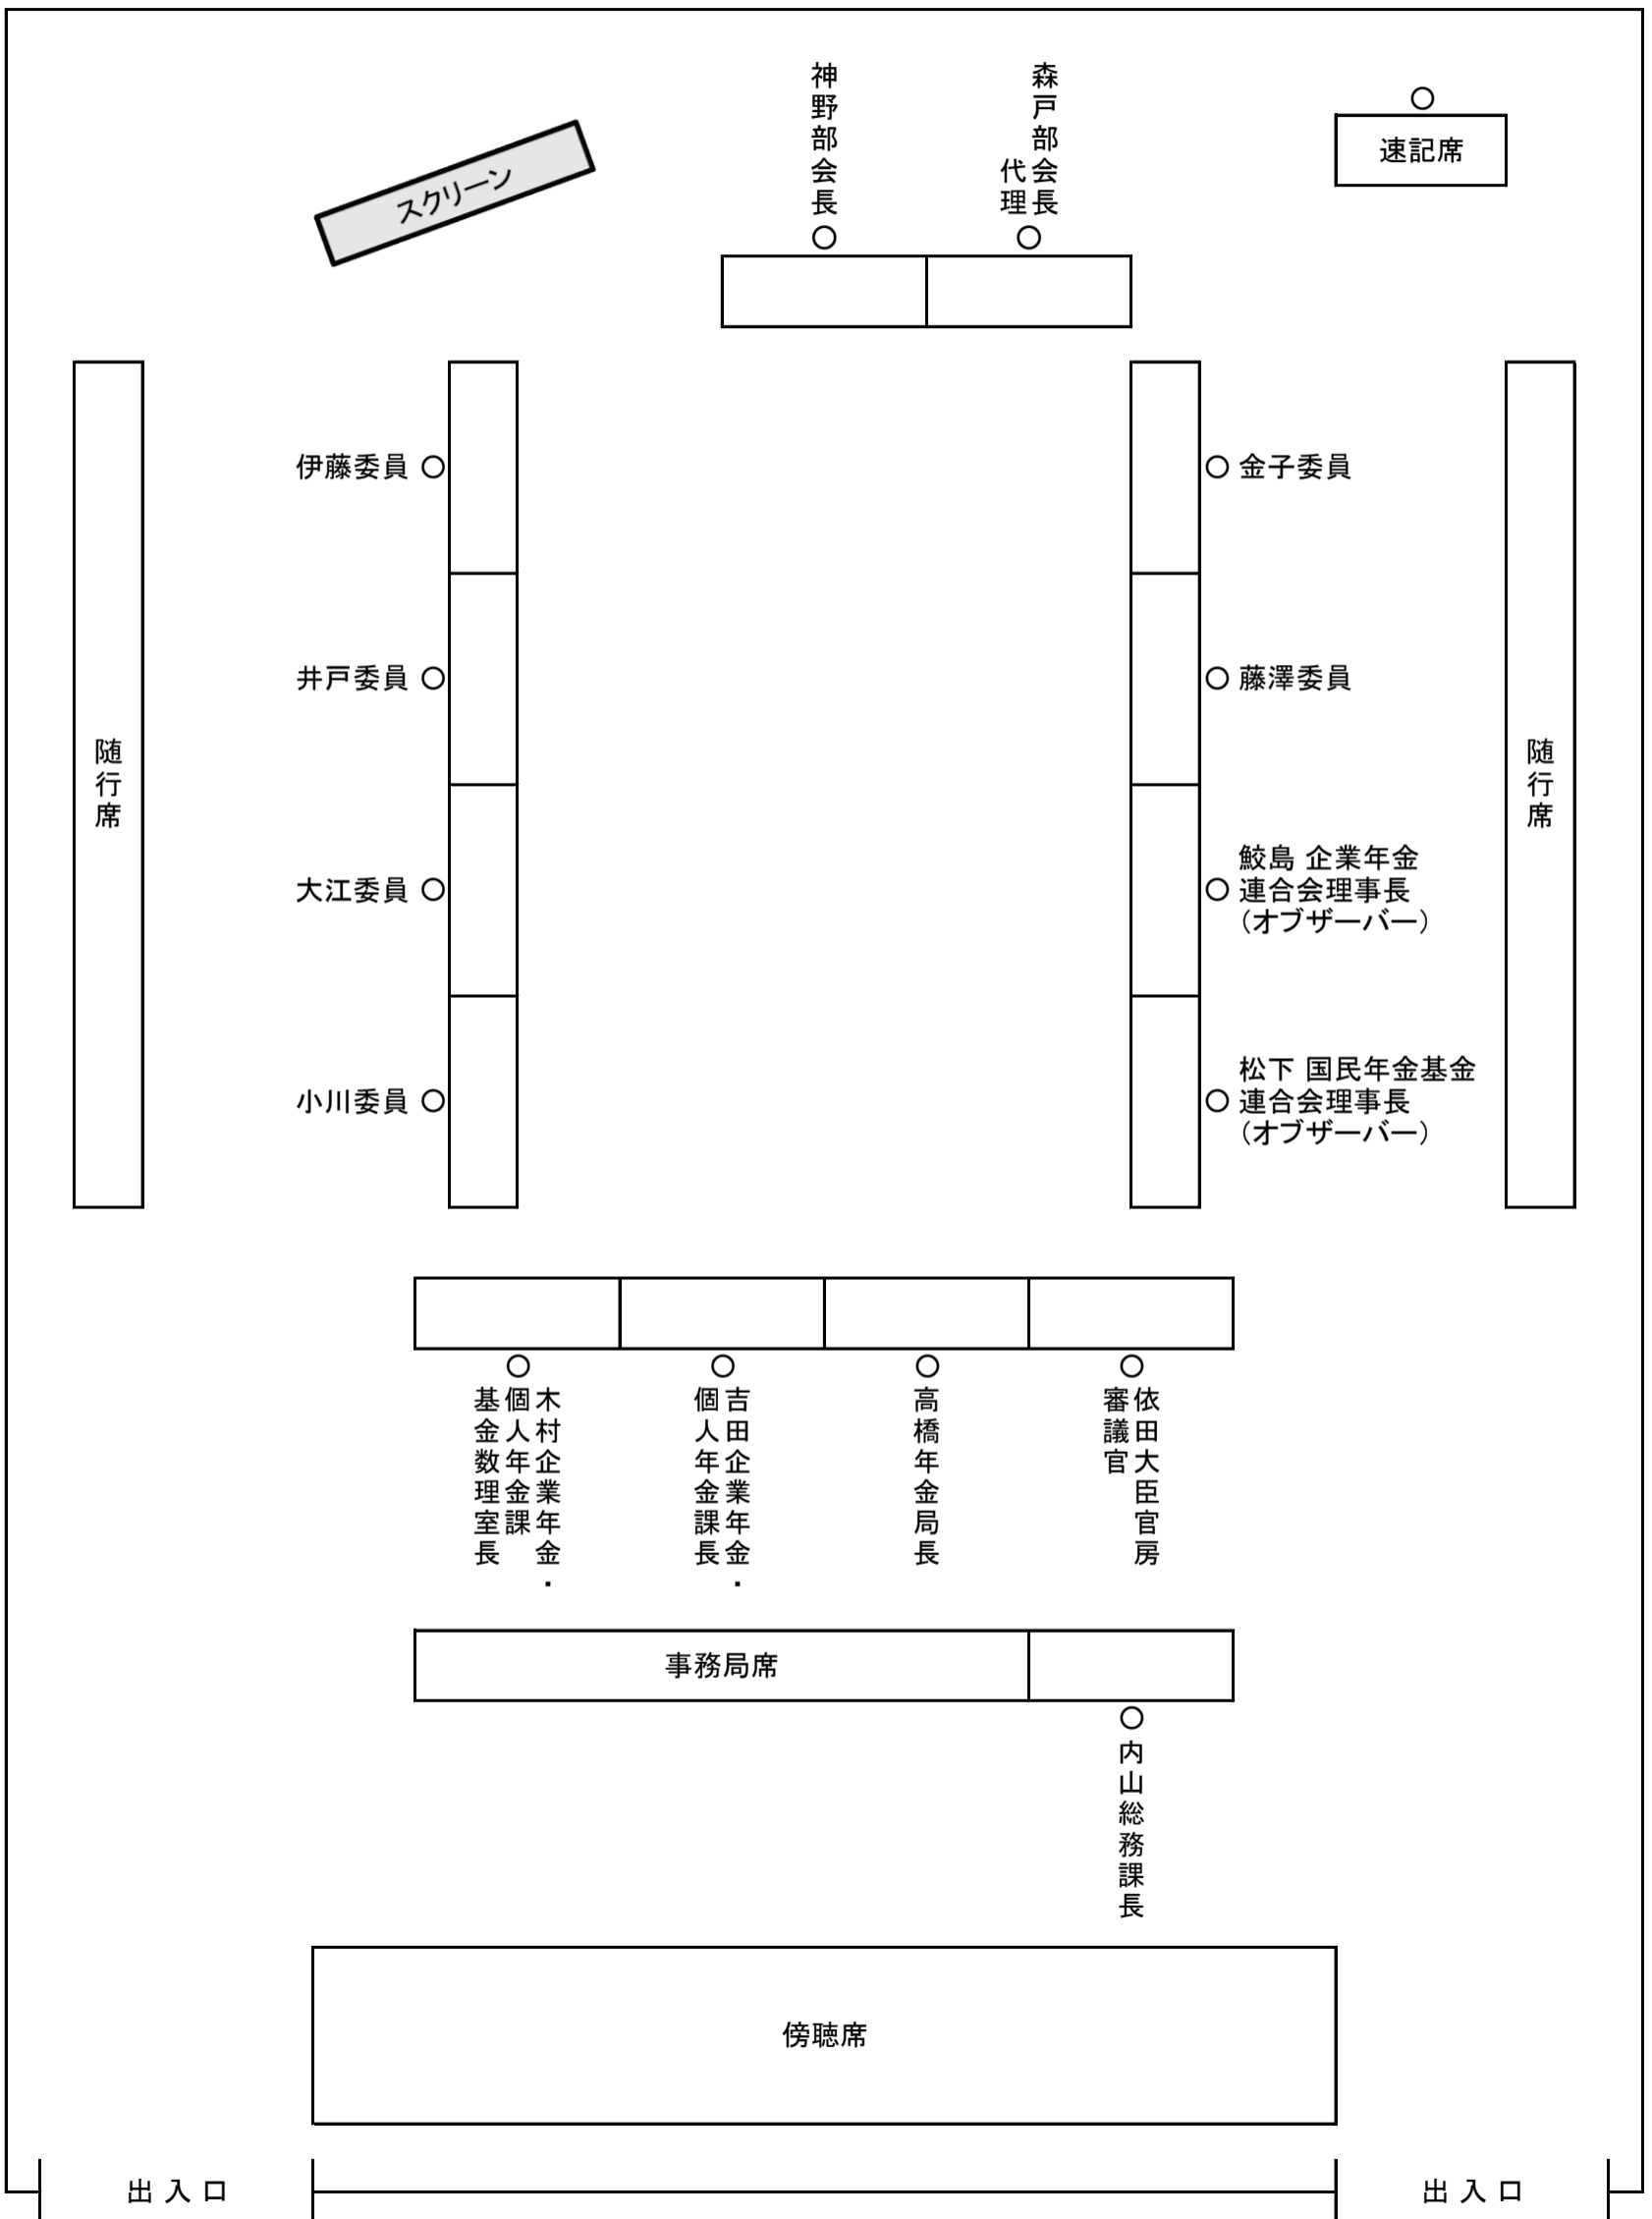 神野部会長
森戸部会長
代理
速記席
スクリーン
随行席
伊藤委員
井戸委員
大江委員
小川委員
金子委員
藤澤委員
鮫島 企業年金
連合会理事長
（オブザーバー）
松下 国民年金基金
連合会理事長
（オブザーバー）
随行席
木村企業年金・
個人年金課
基金数理室長
吉田企業年金・
個人年金課長
高橋年金局長
依田大臣官房
審議官
事務局席
内山総務課長
傍聴席
出入口
出入口